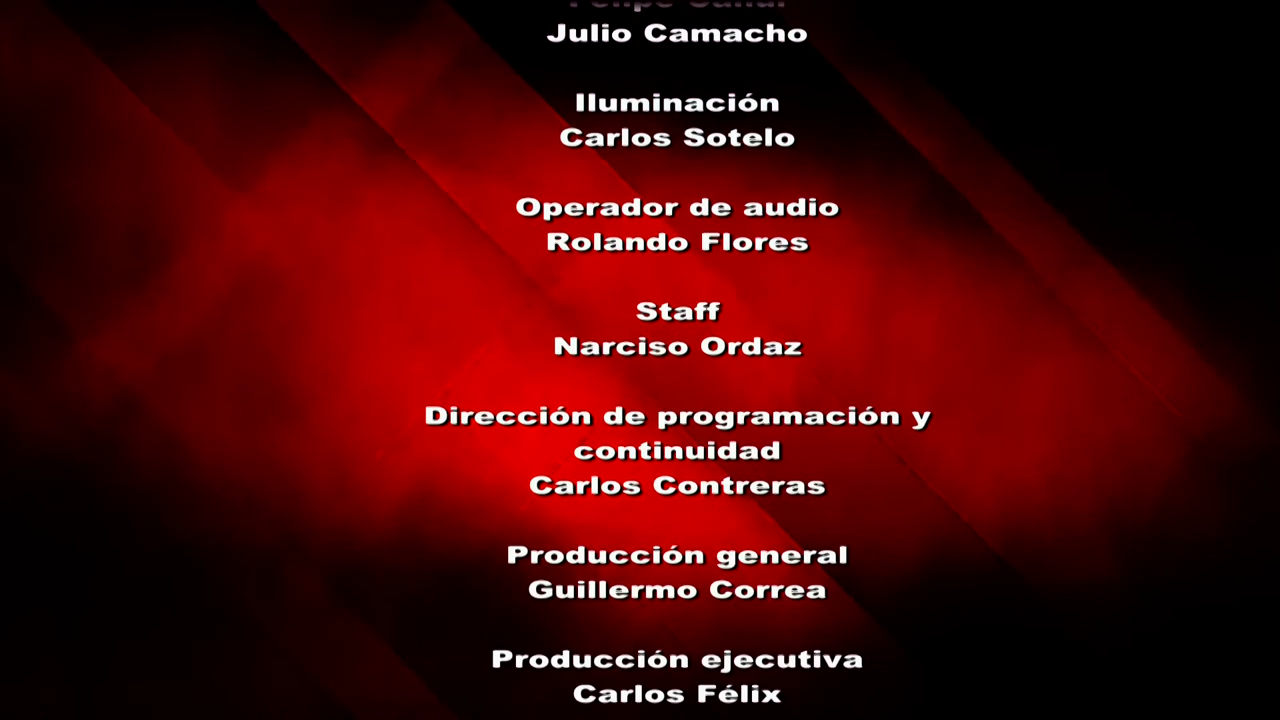 Julio Camacho
Iluminación
Carlos Sotelo
Operador de audio
Rolando Flores
Staff
Narciso Ordaz
Dirección de programación y
continuidad
Carlos Contreras
Producción general
Guillermo Correa
Producción ejecutiva
Carlos Félix